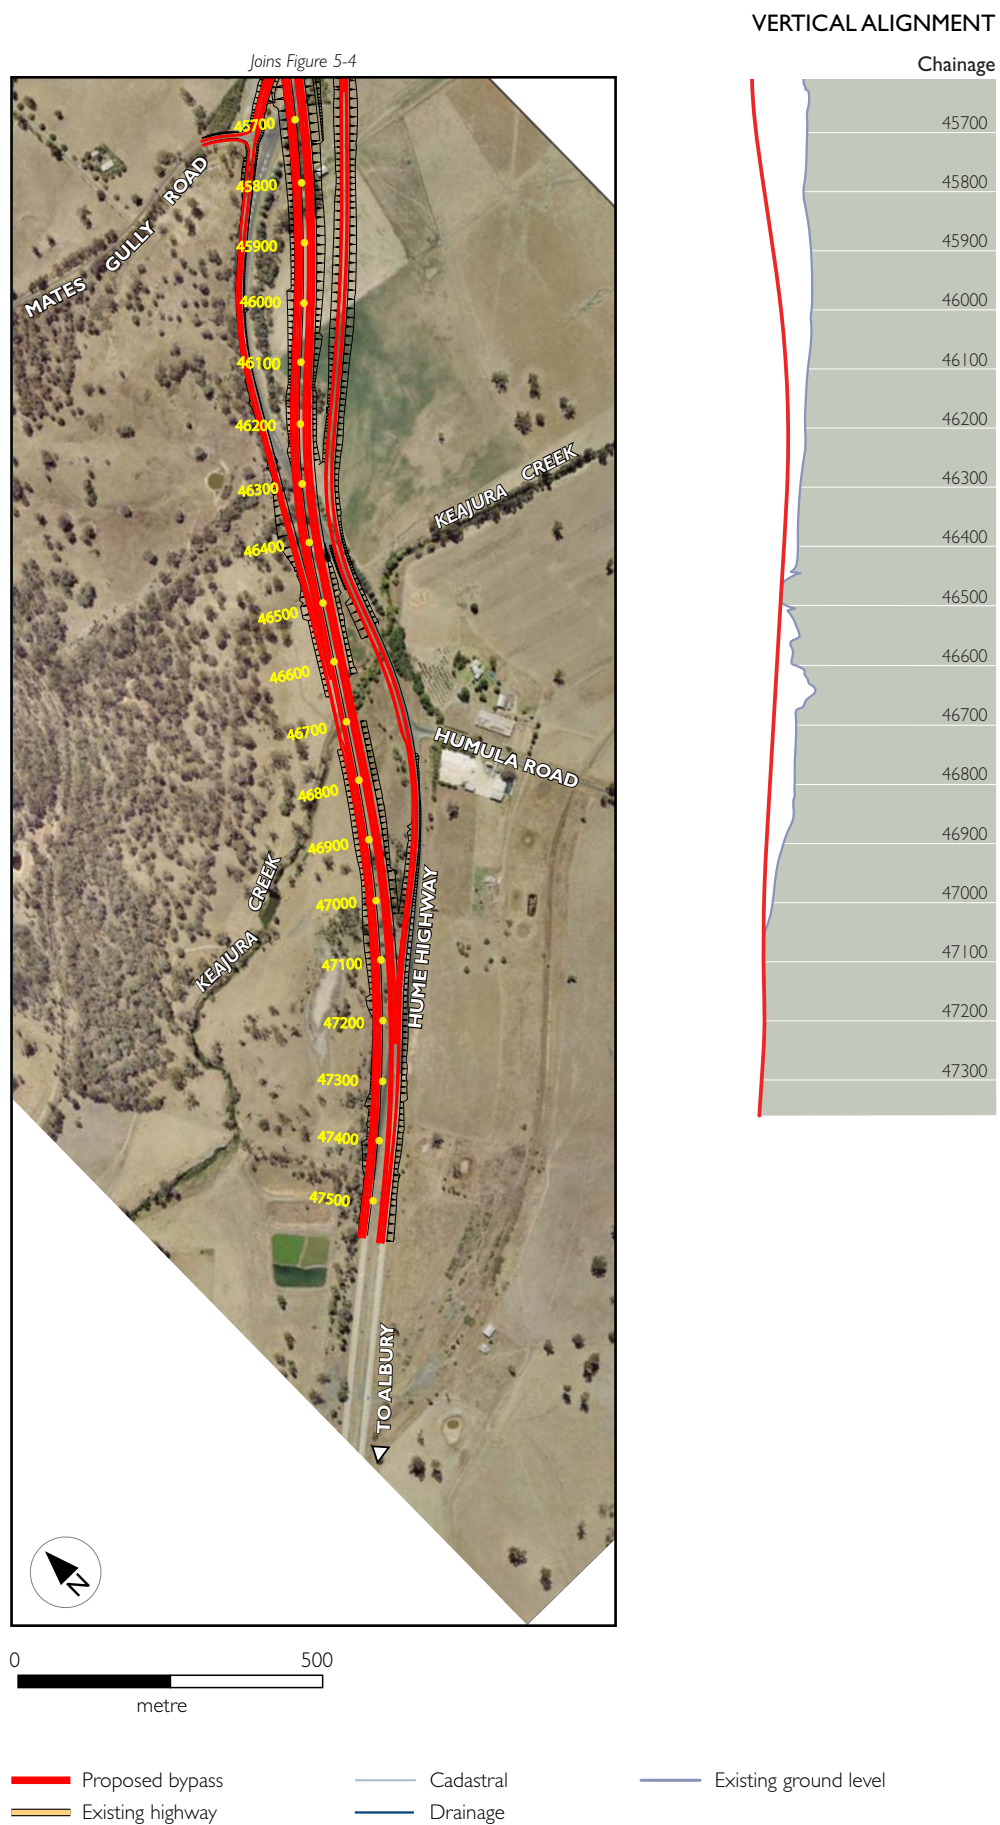 VERTICAL ALIGNMENT
Joins Figure 5-4
Chainage
45700
45800
45900
46000
46100
46200
46300
46400
46500
46600
46700
46800
46900
47000
47100
47200
47300
47400
47500
MATES GULLY ROAD
KEAJURA CREEK
HUMULA ROAD
KEAJURA CREEK
HUME HIGHWAY
TO ALBURY
N
45700
45800
45900
46000
46100
46200
46300
46400
46500
46600
46700
46800
46900
47000
47100
47200
47300
0 500
metre
Proposed bypass
Existing highway
Cadastral
Drainage
Existing ground level